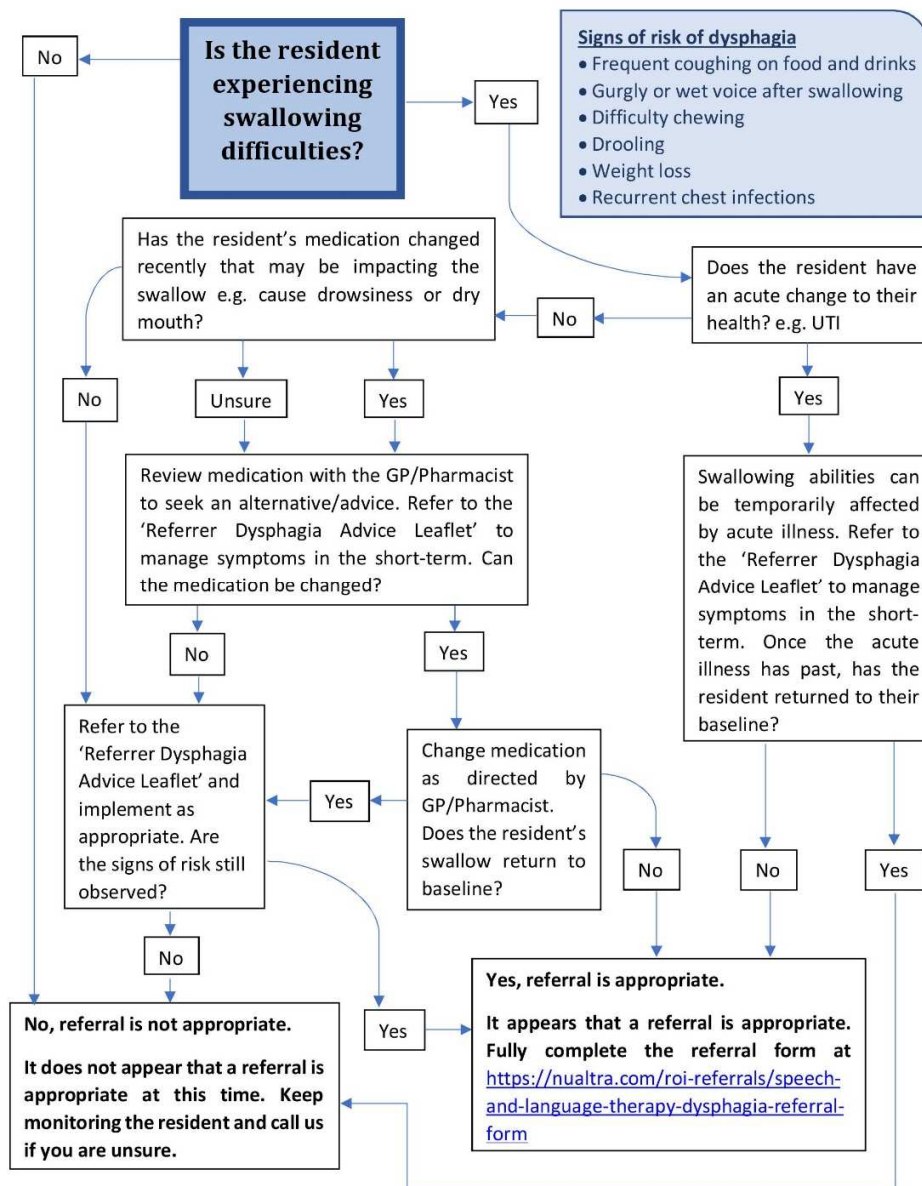 No
Is the resident
experiencing
swallowing
difficulties?
Yes
Signs of risk of dysphagia
• Frequent coughing on food and drinks
• Gurgly or wet voice after swallowing
• Difficulty chewing
• Drooling
• Weight loss
• Recurrent chest infections
Has the resident's medication changed
recently that may be impacting the
swallow e.g. cause drowsiness or dry
mouth?
No
Does the resident have
an acute change to their
health? e.g. UTI
No
Unsure
Yes
Yes
Review medication with the GP/Pharmacist
to seek an alternative/advice. Refer to the
‘Referrer Dysphagia Advice Leaflet’ to
manage symptoms in the short-term. Can
the medication be changed?
Swallowing abilities can
be temporarily affected
by acute illness. Refer to
the ‘Referrer Dysphagia
Advice Leaflet’ to manage
symptoms in the short-
term. Once the acute
illness has past, has the
resident returned to their
baseline?
No
Yes
Refer to the
‘Referrer Dysphagia
Advice Leaflet’ and
implement as
appropriate. Are
the signs of risk still
observed?
Yes
Change medication
as directed by
GP/Pharmacist.
Does the resident's
swallow return to
baseline?
No
No
Yes
No
Yes
No, referral is not appropriate.
It does not appear that a referral is
appropriate at this time. Keep
monitoring the resident and call us
if you are unsure.
Yes, referral is appropriate.
It appears that a referral is appropriate.
Fully complete the referral form at
https://nualtra.com/roi-referrals/speech-
and-language-therapy-dysphagia-referral-
form